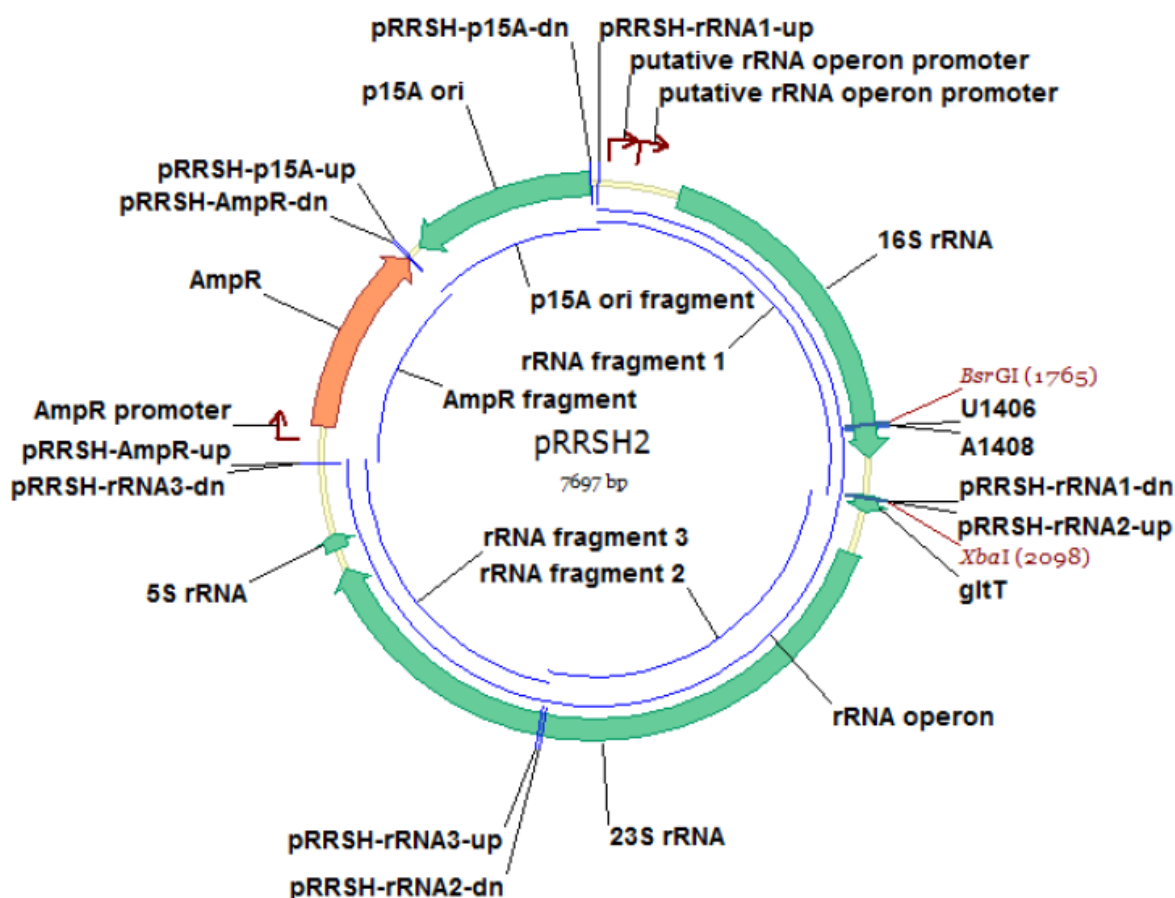 pRRSH-p15A-dn
pRRSH-rRNA1-up
putative rRNA operon promoter
putative rRNA operon promoter
p15A ori
pRRSH-p15A-up
pRRSH-AmpR-dn
16S rRNA
AmpR
p15A ori fragment
rRNA fragment 1
BsrGI (1765)
AmpR fragment
U1406
AmpR promoter
pRRSH2
A1408
pRRSH-AmpR-up
7697 bp
pRRSH-rRNA3-dn
pRRSH-rRNA1-dn
pRRSH-rRNA2-up
rRNA fragment 3
XbaI (2098)
rRNA fragment 2
5S rRNA
gltT
rRNA operon
pRRSH-rRNA3-up
23S rRNA
pRRSH-rRNA2-dn